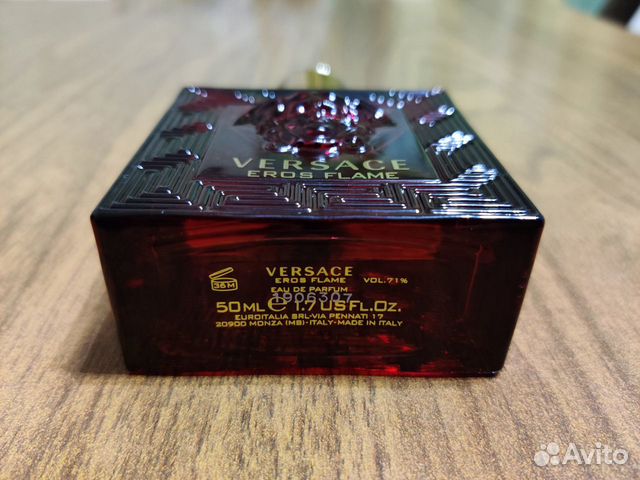 VERSACE
EROS FLAME
VERSACE
EROS FLAME
VOL.71%
36M
EAU DE PARFUM
1906307
50ML e 1.7 US FL.OZ.
EUROITALIA SRL-VIA PENNATI 17
20900 MONZA (MB)-ITALY-MADE IN ITALY
Avito